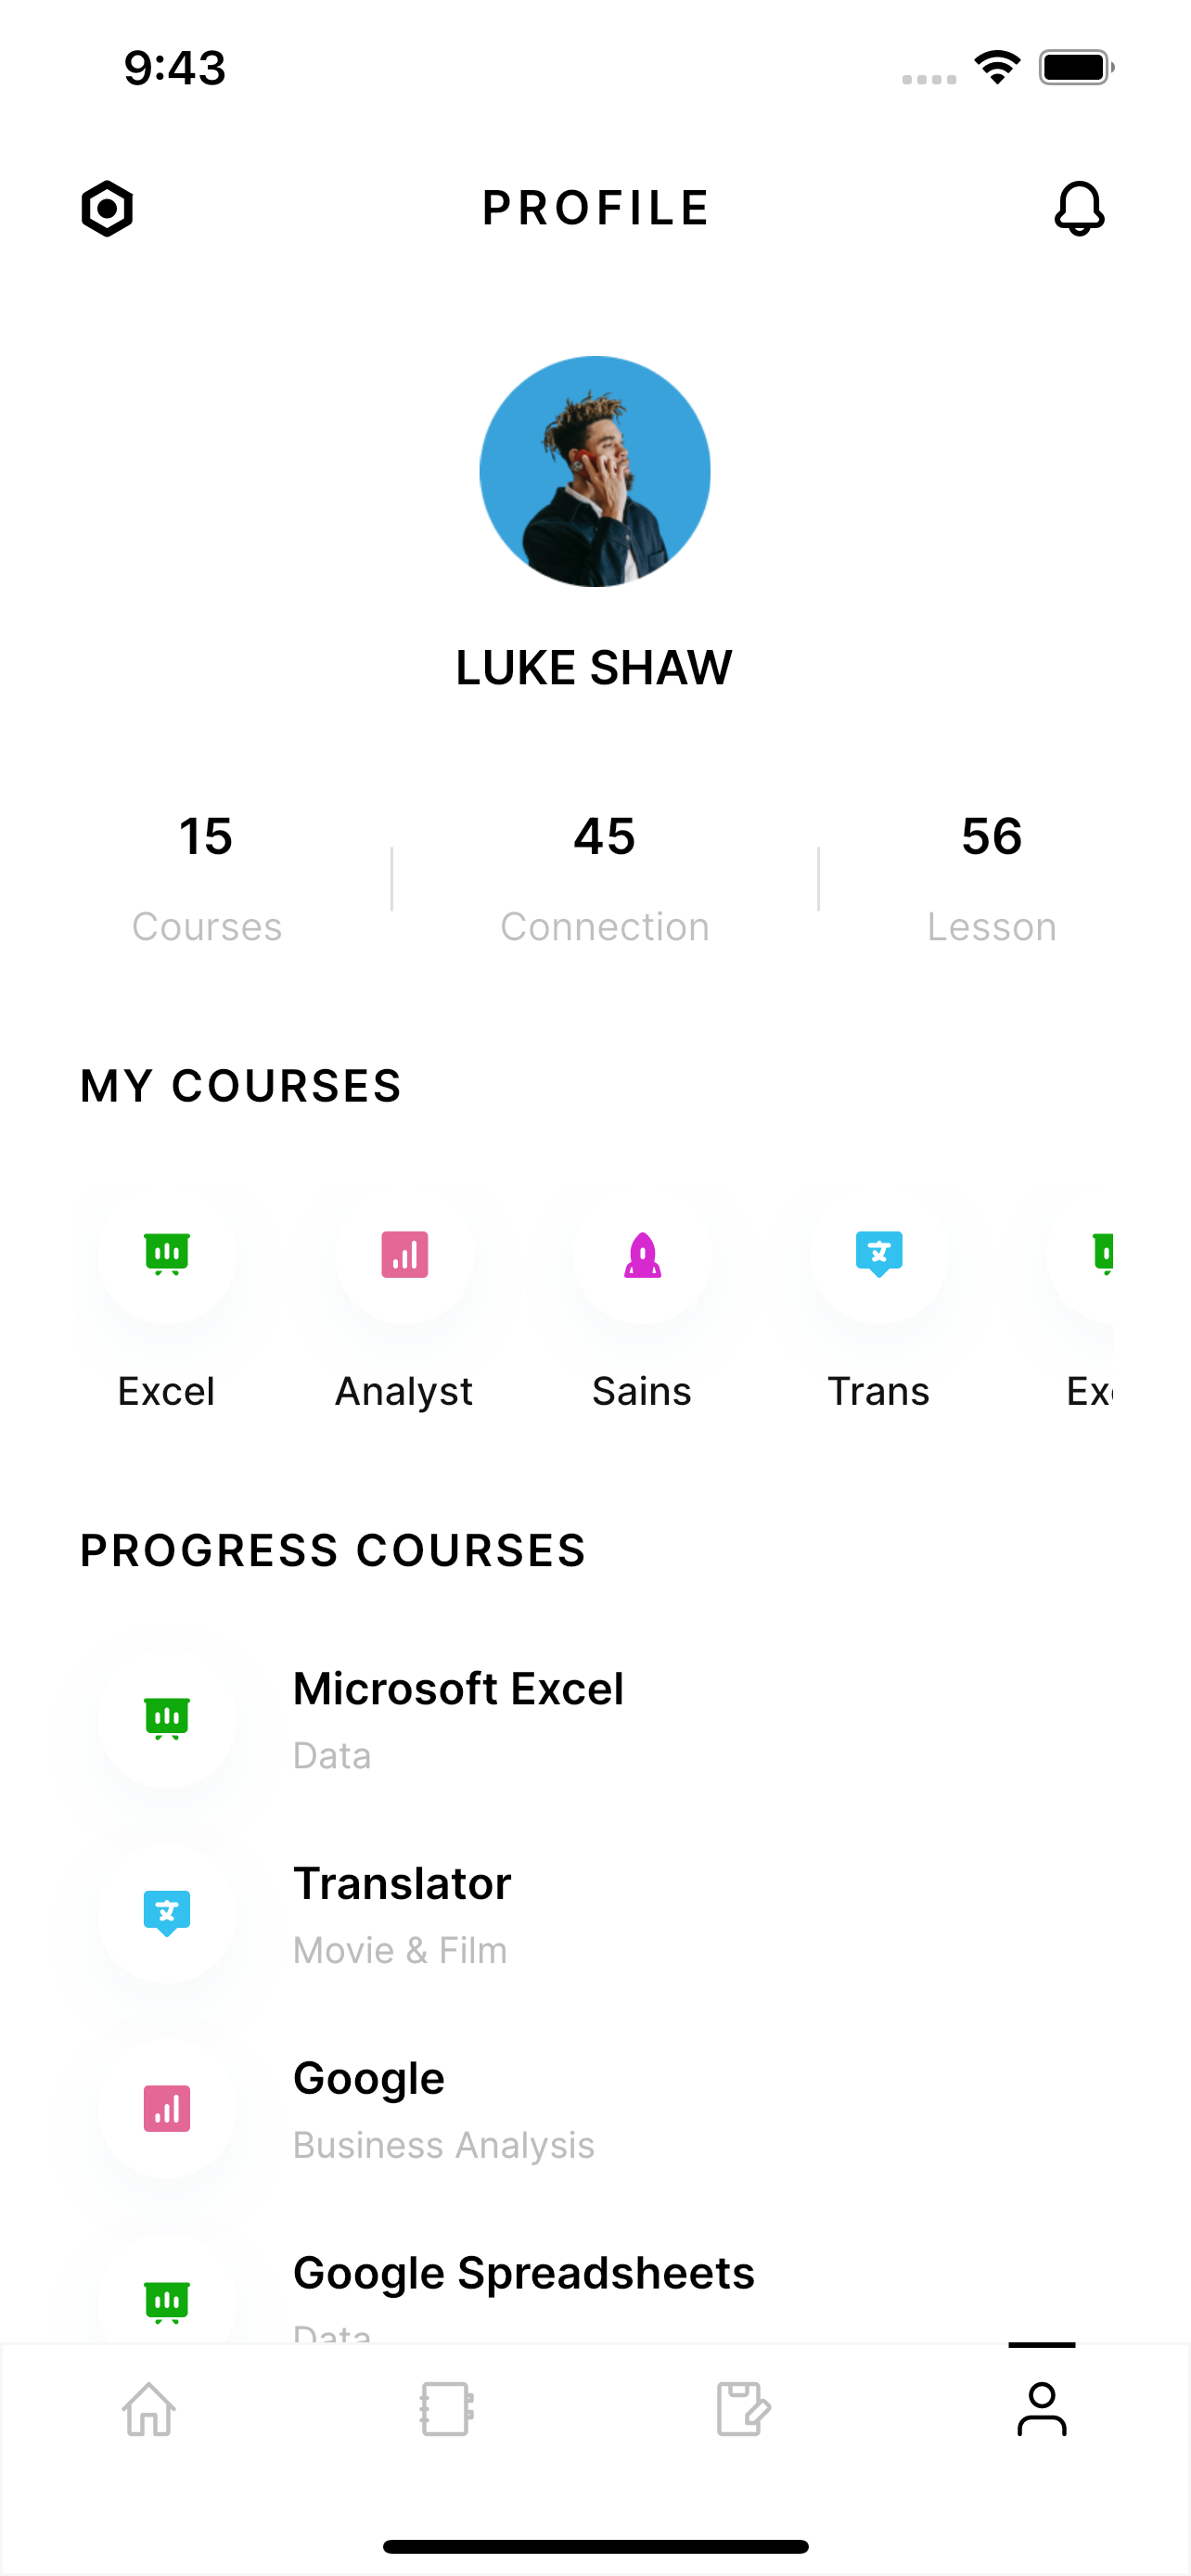 9:43
PROFILE
LUKE SHAW
15 45 56
Courses Connection Lesson
MY COURSES
Excel Analyst Sains Trans Exc
PROGRESS COURSES
Microsoft Excel
Data
Translator
Movie & Film
Google
Business Analysis
Google Spreadsheets
Data